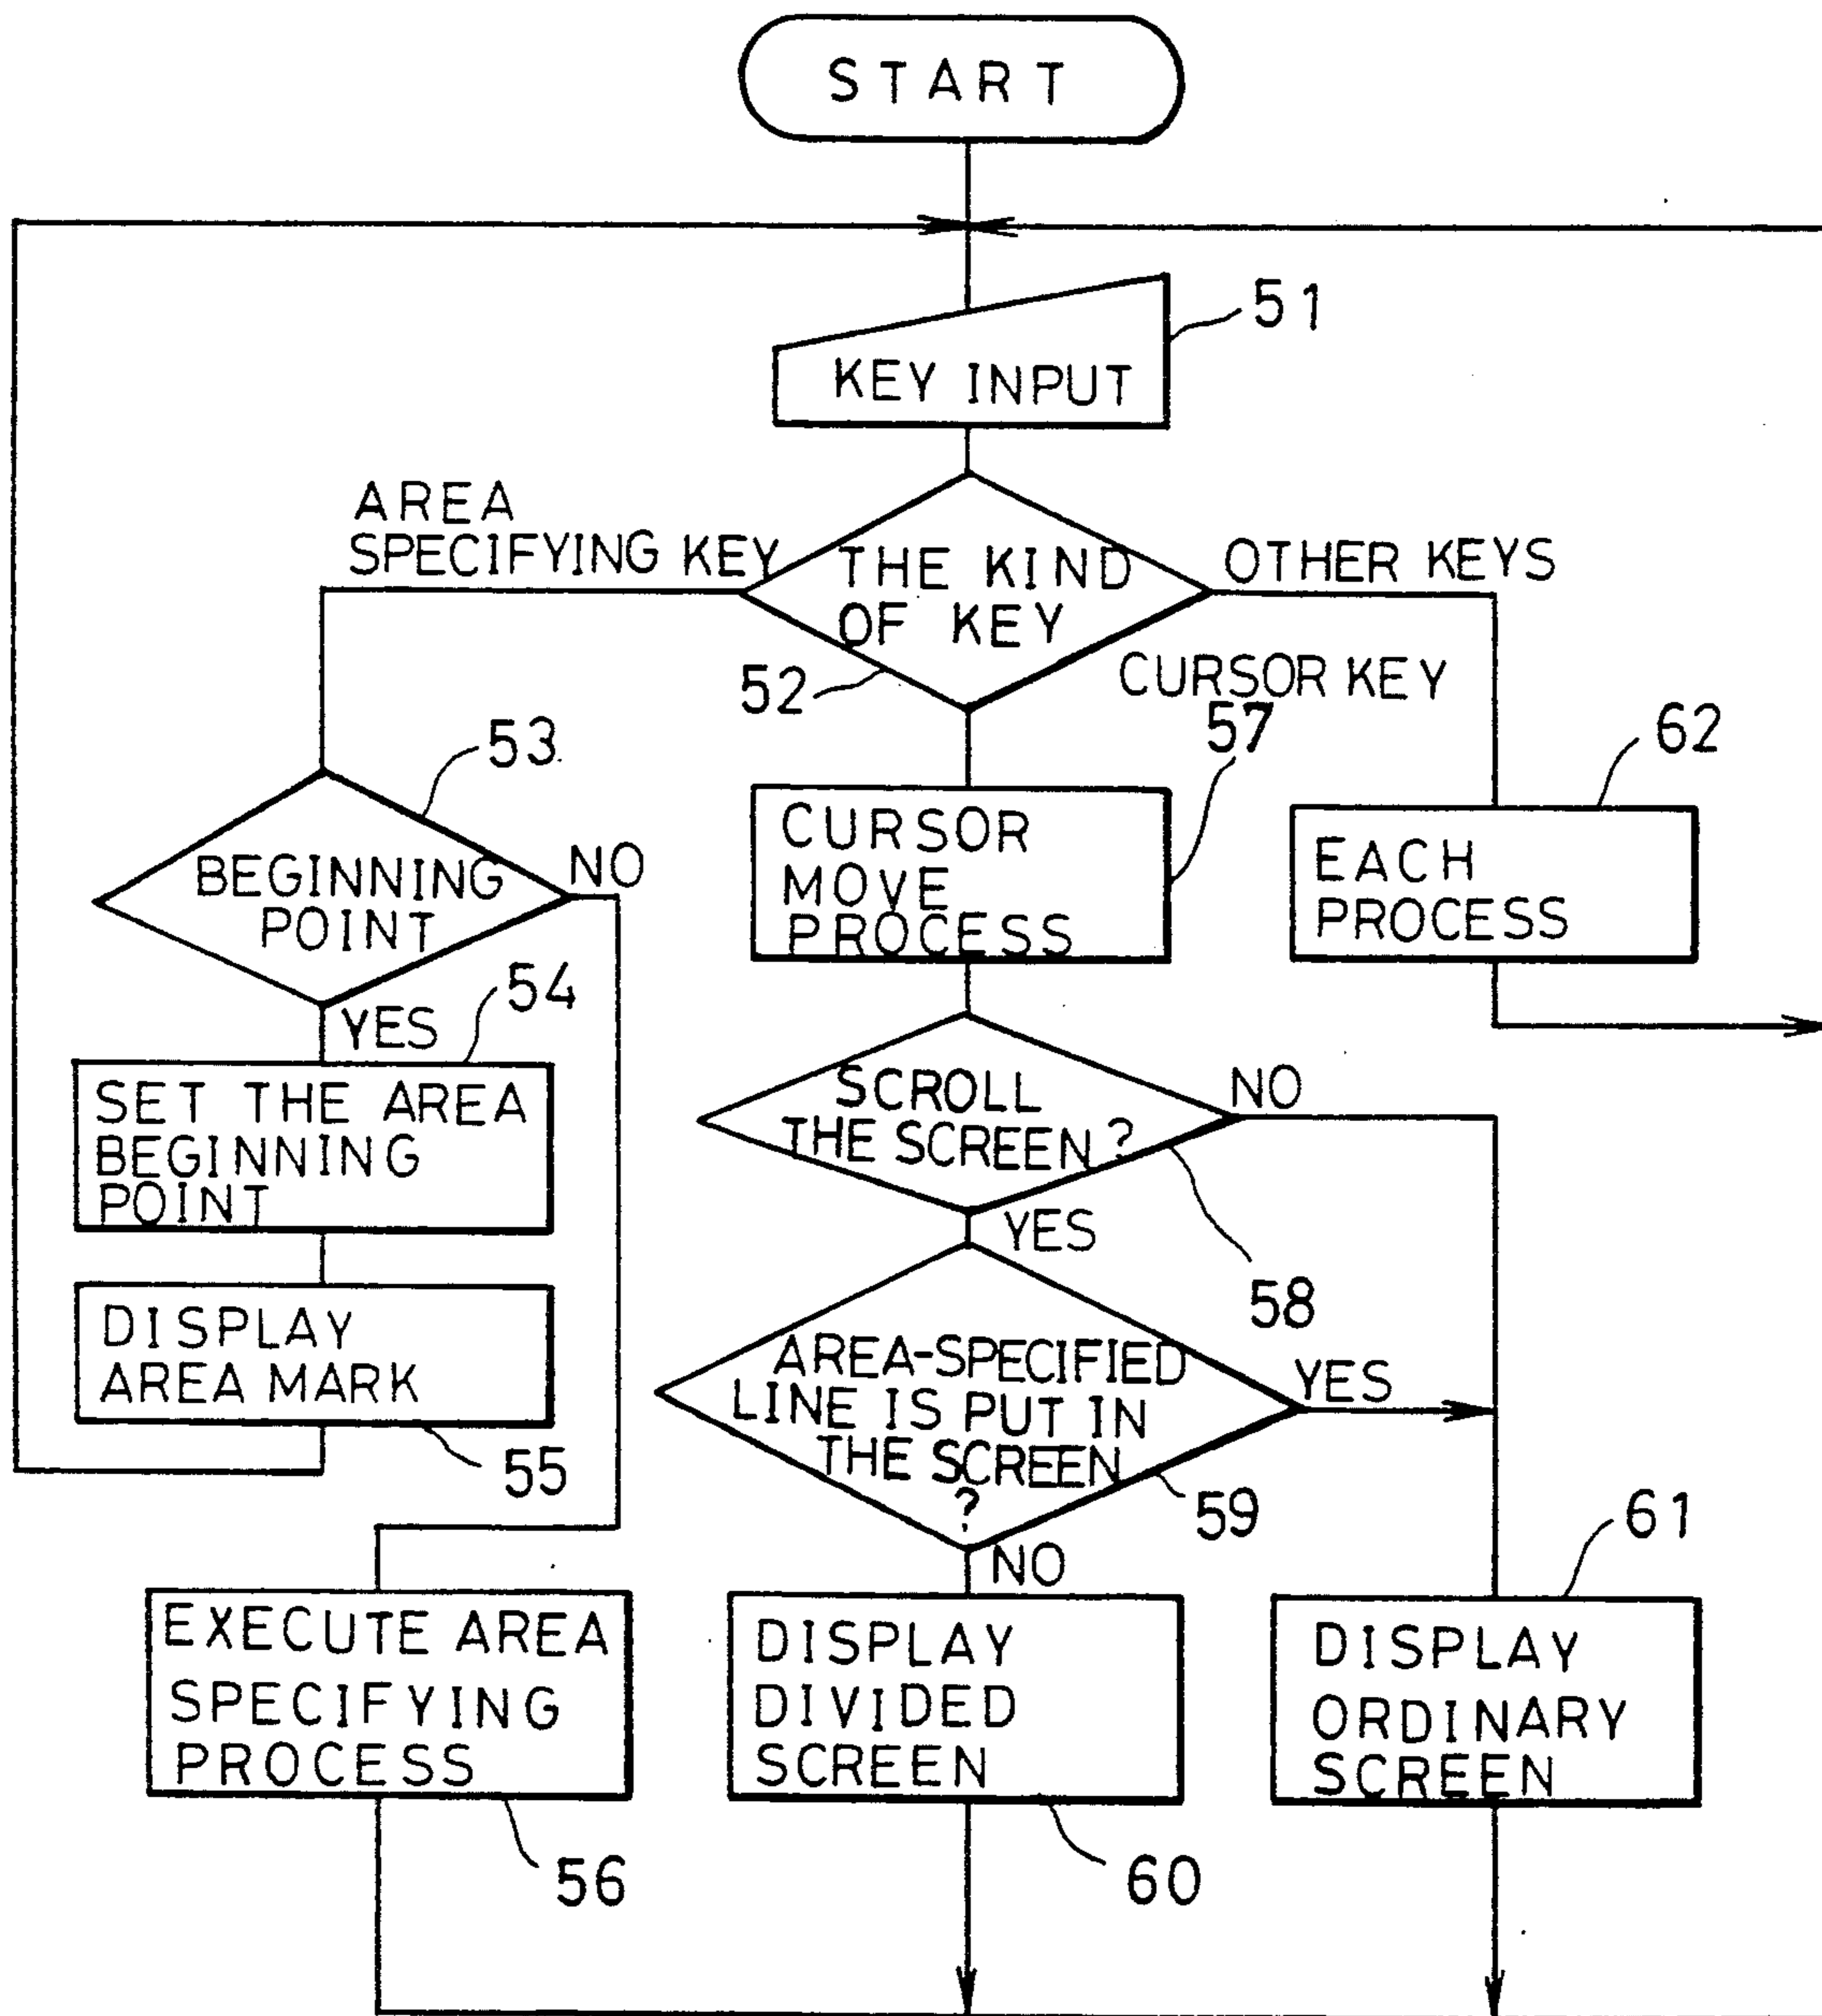 START
51
KEY INPUT
AREA
SPECIFYING KEY
THE KIND
OF KEY
OTHER KEYS
52
CURSOR KEY
57
53
62
BEGINNING
POINT
NO
CURSOR
MOVE
PROCESS
EACH
PROCESS
54
YES
SET THE AREA
BEGINNING
POINT
SCROLL
THE SCREEN?
NO
YES
58
DISPLAY
AREA MARK
55
AREA-SPECIFIED
LINE IS PUT IN
THE SCREEN
?
YES
59
NO
61
EXECUTE AREA
SPECIFYING
PROCESS
56
DISPLAY
DIVIDED
SCREEN
60
DISPLAY
ORDINARY
SCREEN